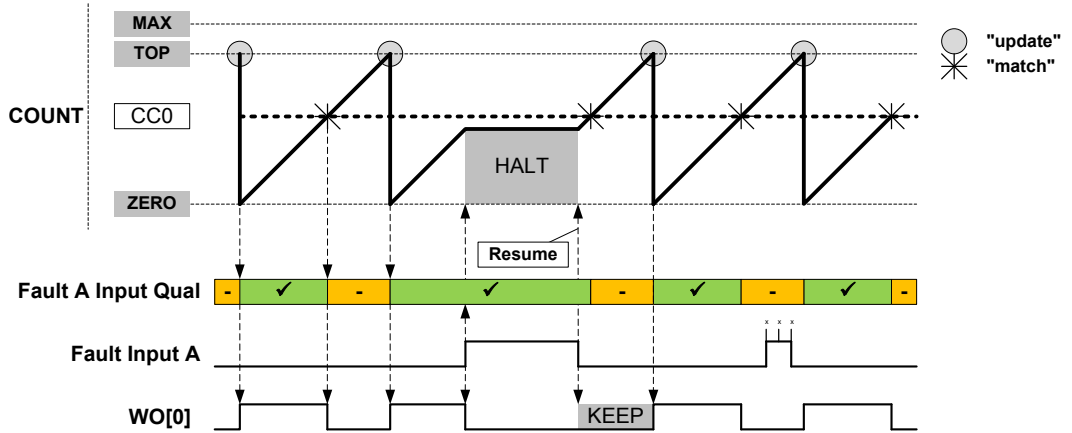 MAX
TOP
"update"
"match"
COUNT
CC0
HALT
ZERO
Resume
Fault A Input Qual
- ✓ - ✓ - ✓ - ✓ -
x x x
Fault Input A
WO[0]
KEEP